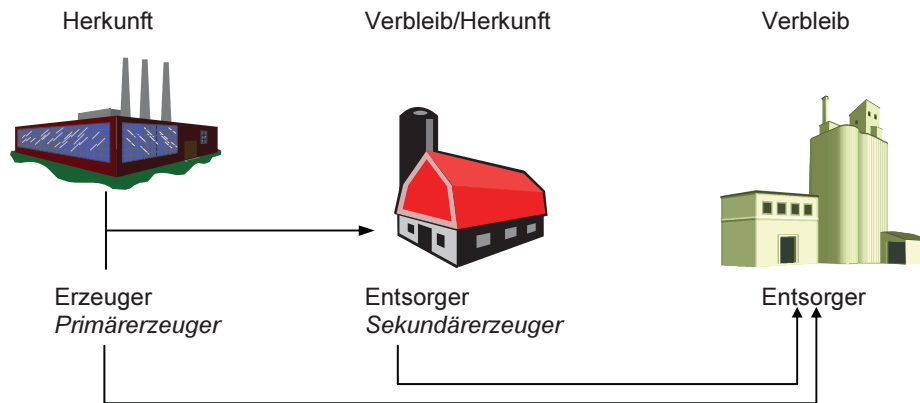 Herkunft
Verbleib/Herkunft
Verbleib
Erzeuger
Primärerzeuger
Entsorger
Sekundärerzeuger
Entsorger